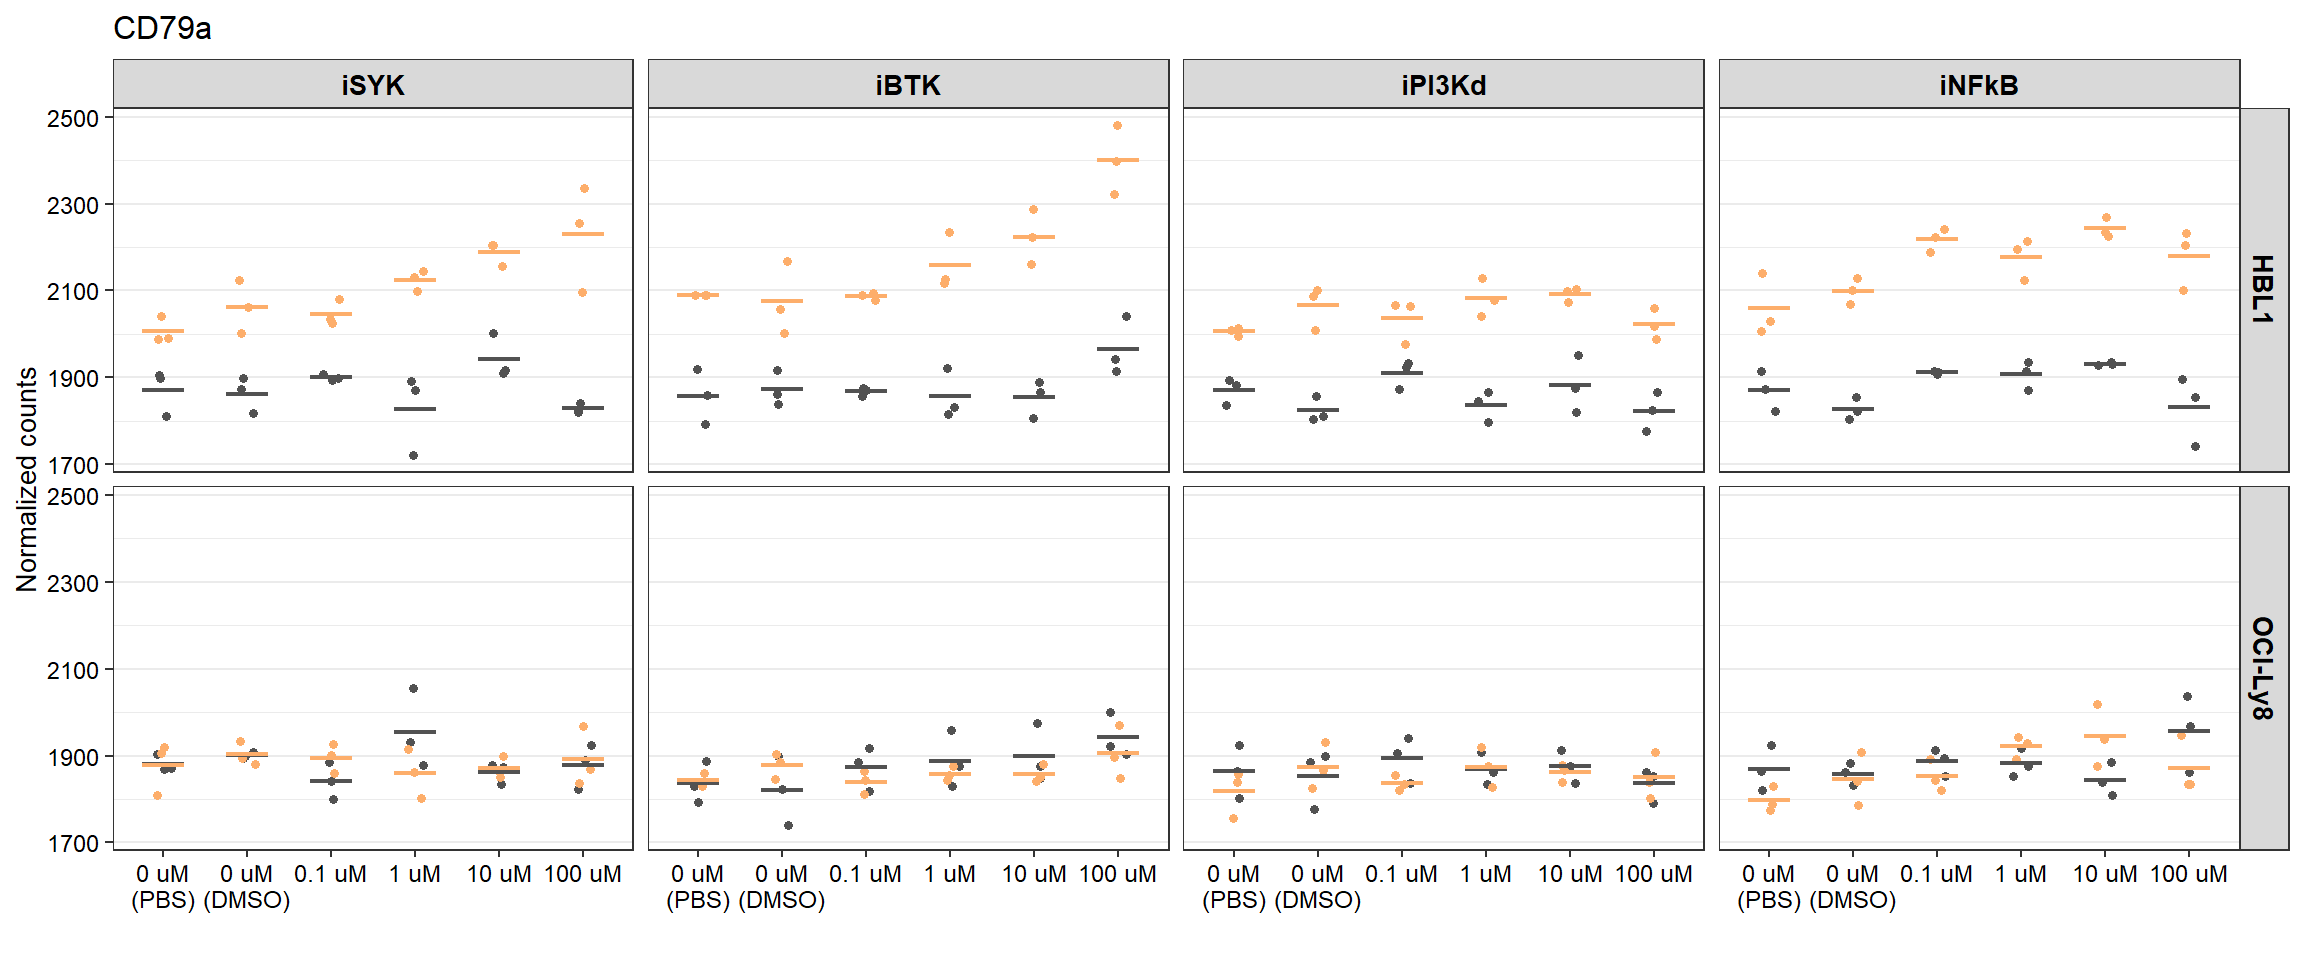 CD79a
iSYK iBTK iPI3Kd iNFkB
Normalized counts
2500
2300
2100
1900
1700
HBL1
2500
2300
2100
1900
1700
OCI-Ly8
0 uM 0 uM 0.1 uM 1 uM 10 uM 100 uM 0 uM 0 uM 0.1 uM 1 uM 10 uM 100 uM 0 uM 0 uM 0.1 uM 1 uM 10 uM 100 uM 0 uM 0 uM 0.1 uM 1 uM 10 uM 100 uM
(PBS) (DMSO) (PBS) (DMSO) (PBS) (DMSO) (PBS) (DMSO)